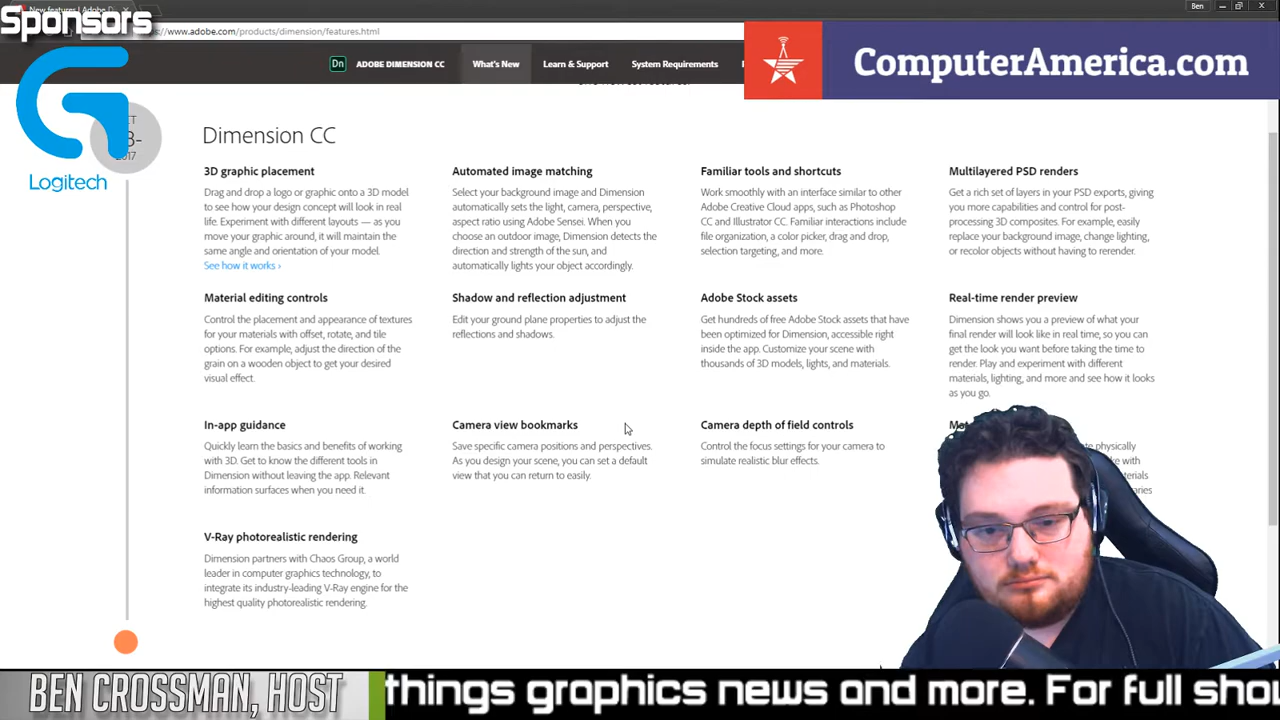 New features | Adobe D
Ben
Sponsors
www.adobe.com/products/dimension/features.html
Dn ADOBE DIMENSION CC What's New Learn & Support System Requirements
ComputerAmerica.com
G
Logitech
2017
Dimension CC
3D graphic placement
Drag and drop a logo or graphic onto a 3D model
to see how your design concept will look in real
life. Experiment with different layouts — as you
move your graphic around, it will maintain the
same angle and orientation of your model.
See how it works ›
Automated image matching
Select your background image and Dimension
automatically sets the light, camera, perspective,
aspect ratio using Adobe Sensei. When you
choose an outdoor image, Dimension detects the
direction and strength of the sun, and
automatically lights your object accordingly.
Familiar tools and shortcuts
Work smoothly with an interface similar to other
Adobe Creative Cloud apps, such as Photoshop
CC and Illustrator CC. Familiar interactions include
file organization, a color picker, drag and drop,
selection targeting, and more.
Multilayered PSD renders
Get a rich set of layers in your PSD exports, giving
you more capabilities and control for post-
processing 3D composites. For example, easily
replace your background image, change lighting,
or recolor objects without having to rerender.
Material editing controls
Control the placement and appearance of textures
for your materials with offset, rotate, and tile
options. For example, adjust the direction of the
grain on a wooden object to get your desired
visual effect.
Shadow and reflection adjustment
Edit your ground plane properties to adjust the
reflections and shadows.
Adobe Stock assets
Get hundreds of free Adobe Stock assets that have
been optimized for Dimension, accessible right
inside the app. Customize your scene with
thousands of 3D models, lights, and materials.
Real-time render preview
Dimension shows you a preview of what your
final render will look like in real time, so you can
get the look you want before taking the time to
render. Play and experiment with different
materials, lighting, and more and see how it looks
as you go.
In-app guidance
Quickly learn the basics and benefits of working
with 3D. Get to know the different tools in
Dimension without leaving the app. Relevant
information surfaces when you need it.
Camera view bookmarks
Save specific camera positions and perspectives.
As you design your scene, you can set a default
view that you can return to easily.
Camera depth of field controls
Control the focus settings for your camera to
simulate realistic blur effects.
physically
with
V-Ray photorealistic rendering
Dimension partners with Chaos Group, a world
leader in computer graphics technology, to
integrate its industry-leading V-Ray engine for the
highest quality photorealistic rendering.
BEN CROSSMAN, HOST
things graphics news and more. For full sho